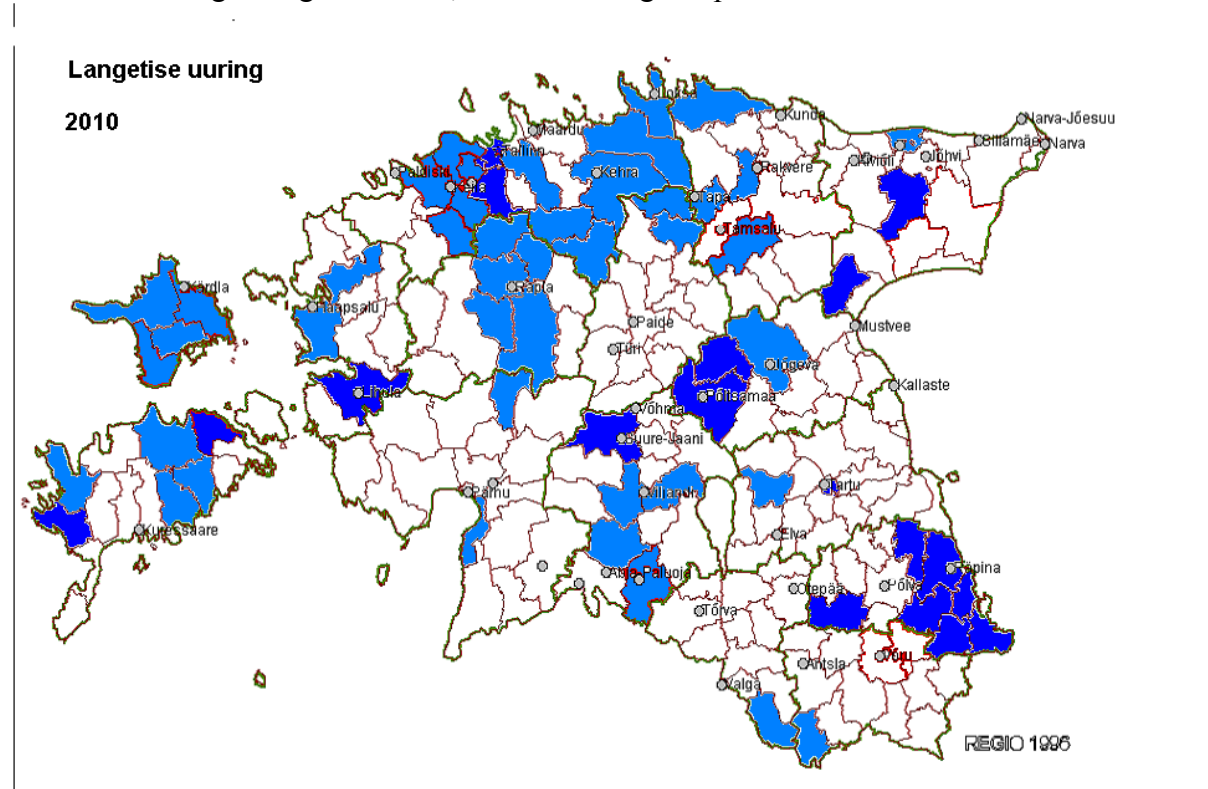 Langetise uuring
2010
Loksa
Kunda
Maardu
Narva-Jõesuu
Sillamäe
Narva
Tallinn
Kiviõli
Jõhvi
Paldiski
Keila
Kehra
Rakvere
Tapa
Tamsalu
Kärdla
Rapla
Haapsalu
Paide
Mustvee
Türi
Jõgeva
Kallaste
Lihula
Põltsamaa
Võhma
Suure-Jaani
Pärnu
Viljandi
Tartu
Kuressaare
Elva
Räpina
Abja-Paluoja
Otepää
Põlva
Tõrva
Võru
Antsla
Valga
REGIO 1996